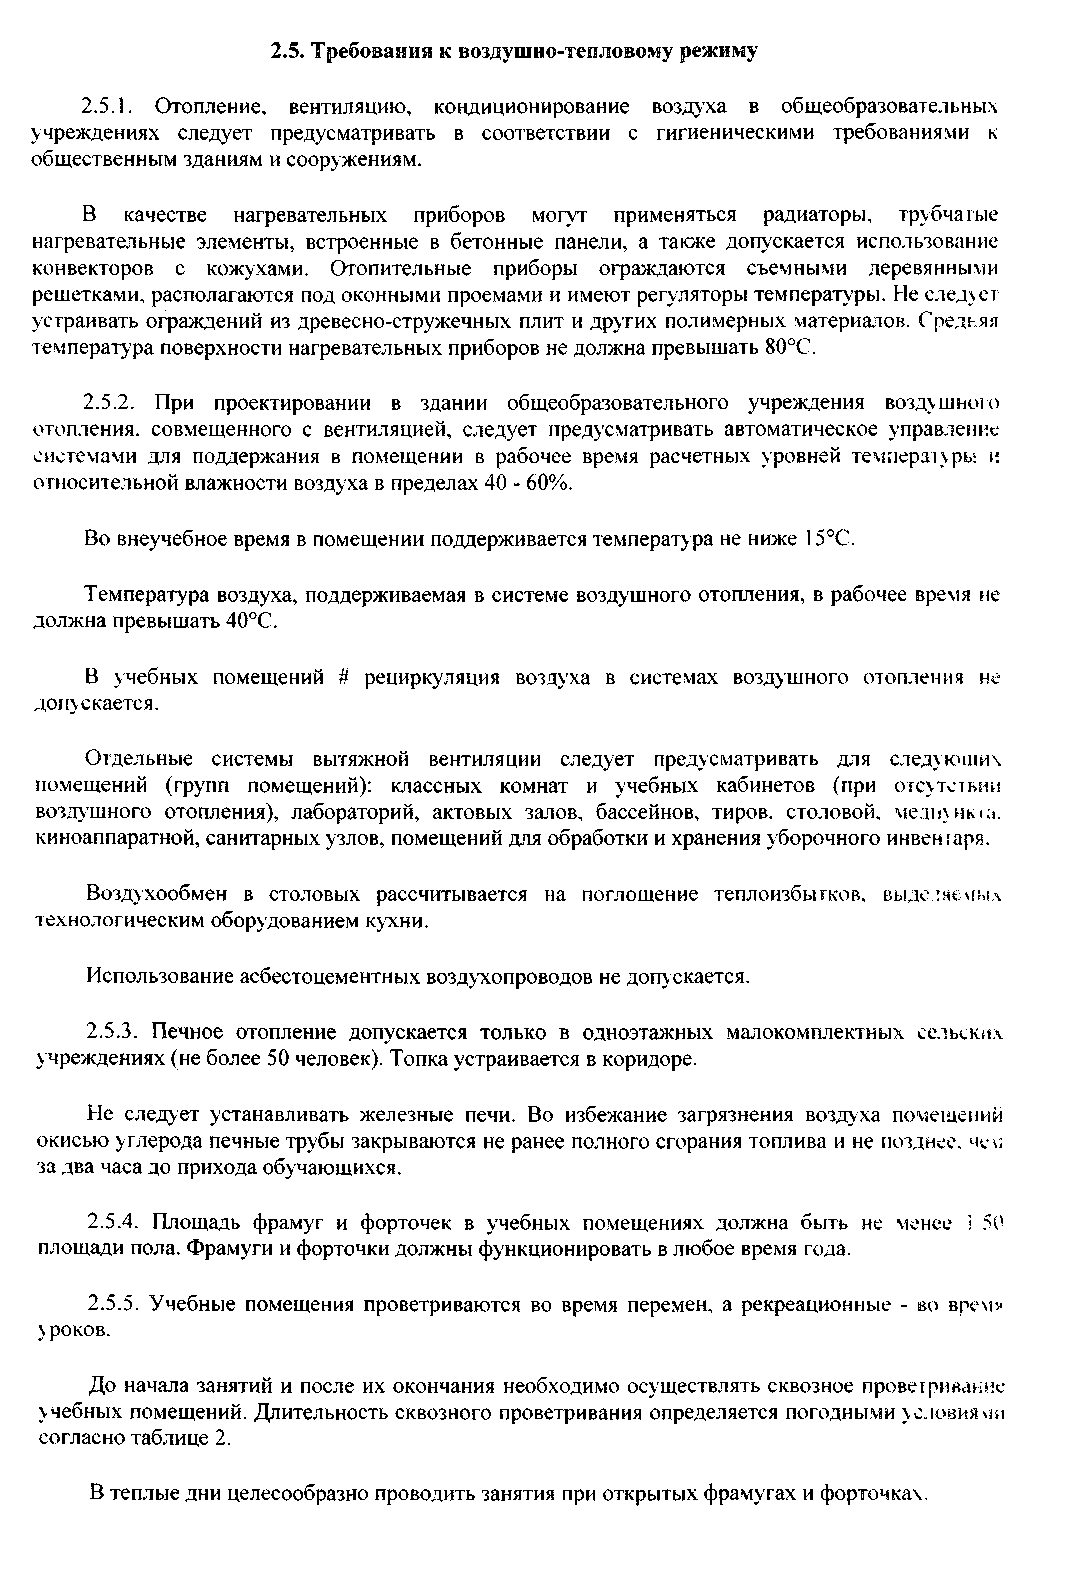 2.5. Требования к воздушно-тепловому режиму
2.5.1. Отопление, вентиляцию, кондиционирование воздуха в общеобразовательных
учреждениях следует предусматривать в соответствии с гигиеническими требованиями к
общественным зданиям и сооружениям.
В качестве нагревательных приборов могут применяться радиаторы, трубчатые
нагревательные элементы, встроенные в бетонные панели, а также допускается использование
конвекторов с кожухами. Отопительные приборы ограждаются съемными деревянными
решетками, располагаются под оконными проемами и имеют регуляторы температуры. Не следует
устраивать ограждений из древесно-стружечных плит и других полимерных материалов. Средняя
температура поверхности нагревательных приборов не должна превышать 80°С.
2.5.2. При проектировании в здании общеобразовательного учреждения воздушного
отопления, совмещенного с вентиляцией, следует предусматривать автоматическое управление
системами для поддержания в помещении в рабочее время расчетных уровней температуры и
относительной влажности воздуха в пределах 40 - 60%.
Во внеучебное время в помещении поддерживается температура не ниже 15°С.
Температура воздуха, поддерживаемая в системе воздушного отопления, в рабочее время не
должна превышать 40°С.
В учебных помещений # рециркуляция воздуха в системах воздушного отопления не
допускается.
Отдельные системы вытяжной вентиляции следует предусматривать для следующих
помещений (групп помещений): классных комнат и учебных кабинетов (при отсутствии
воздушного отопления), лабораторий, актовых залов, бассейнов, тиров, столовой, медпункта,
киноаппаратной, санитарных узлов, помещений для обработки и хранения уборочного инвентаря.
Воздухообмен в столовых рассчитывается на поглощение теплоизбытков, выделяемых
технологическим оборудованием кухни.
Использование асбестоцементных воздухопроводов не допускается.
2.5.3. Печное отопление допускается только в одноэтажных малокомплектных сельских
учреждениях (не более 50 человек). Топка устраивается в коридоре.
Не следует устанавливать железные печи. Во избежание загрязнения воздуха помещений
окисью углерода печные трубы закрываются не ранее полного сгорания топлива и не позднее, чем
за два часа до прихода обучающихся.
2.5.4. Площадь фрамуг и форточек в учебных помещениях должна быть не менее 1/50
площади пола. Фрамуги и форточки должны функционировать в любое время года.
2.5.5. Учебные помещения проветриваются во время перемен, а рекреационные - во время
уроков.
До начала занятий и после их окончания необходимо осуществлять сквозное проветривание
учебных помещений. Длительность сквозного проветривания определяется погодными условиями
согласно таблице 2.
В теплые дни целесообразно проводить занятия при открытых фрамугах и форточках.